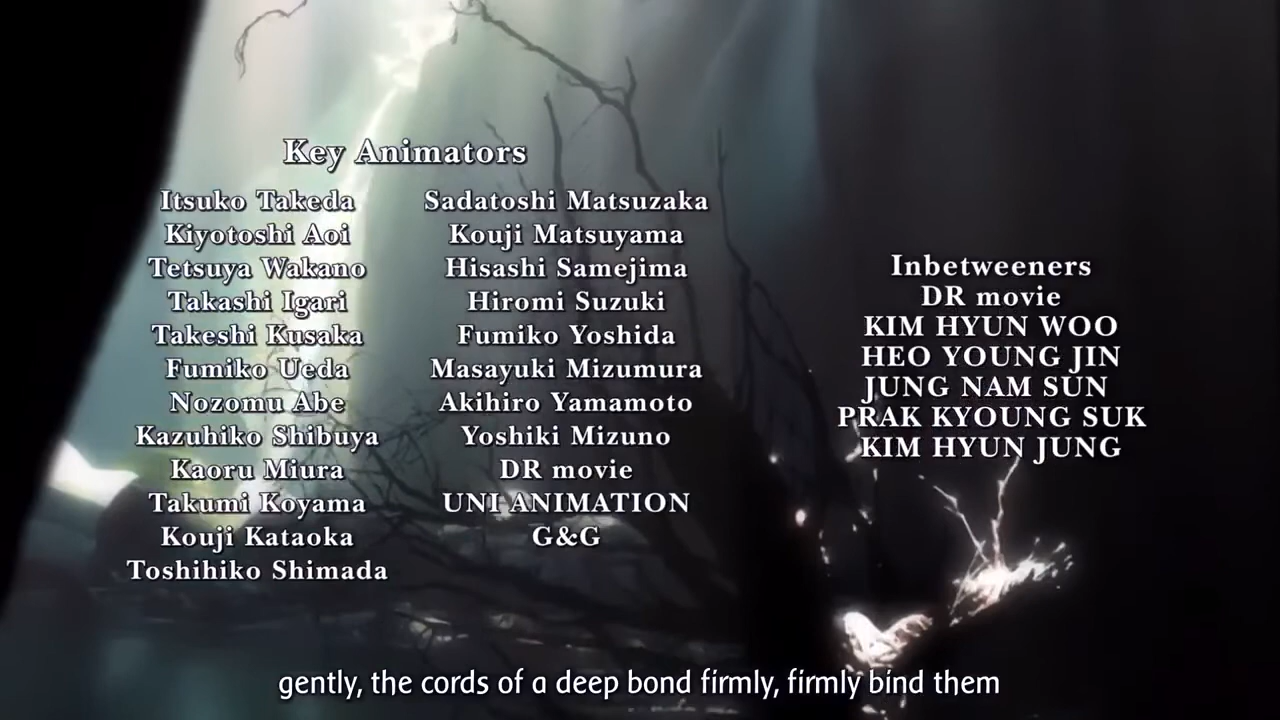 Key Animators
Itsuko Takeda
Kiyotoshi Aoi
Tetsuya Wakano
Takashi Igari
Takeshi Kusaka
Fumiko Ueda
Nozomu Abe
Kazuhiko Shibuya
Kaoru Miura
Takumi Koyama
Kouji Kataoka
Toshihiko Shimada
Sadatoshi Matsuzaka
Kouji Matsuyama
Hisashi Samejima
Hiromi Suzuki
Fumiko Yoshida
Masayuki Mizumura
Akihiro Yamamoto
Yoshiki Mizuno
DR movie
UNI ANIMATION
G&G
Inbetweeners
DR movie
KIM HYUN WOO
HEO YOUNG JIN
JUNG NAM SUN
PRAK KYOUNG SUK
KIM HYUN JUNG
gently, the cords of a deep bond firmly, firmly bind them